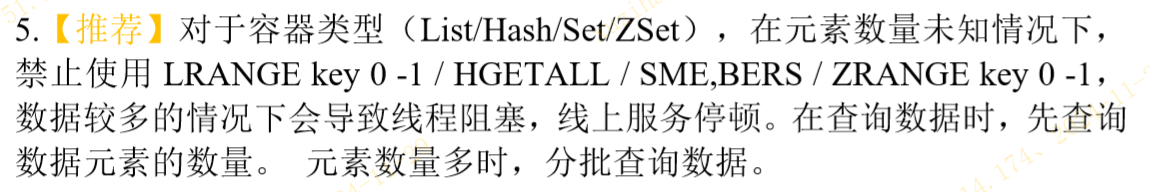 5.【推荐】对于容器类型（List/Hash/Set/ZSet），在元素数量未知情况下，
禁止使用 LRANGE key 0 -1 / HGETALL / SME,BERS / ZRANGE key 0 -1，
数据较多的情况下会导致线程阻塞，线上服务停顿。在查询数据时，先查询
数据元素的数量。 元素数量多时，分批查询数据。